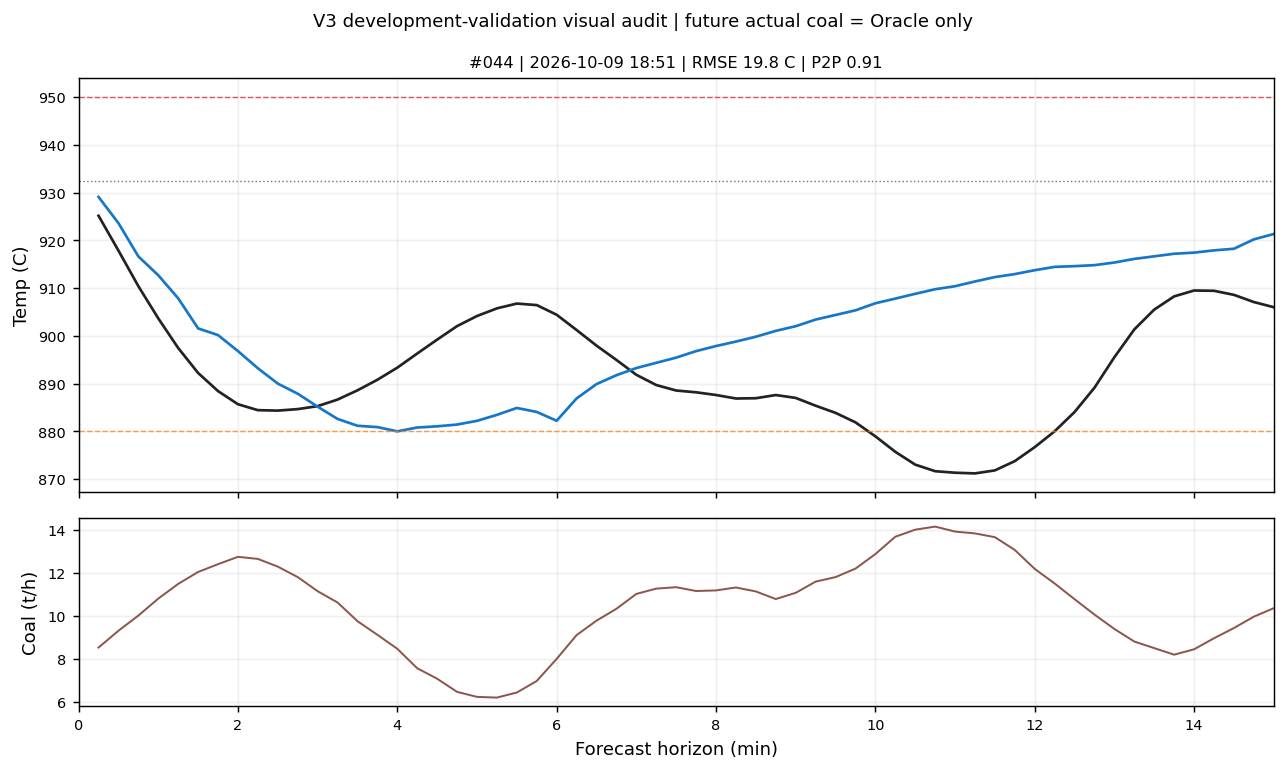 V3 development-validation visual audit | future actual coal = Oracle only
#044 | 2026-10-09 18:51 | RMSE 19.8 C | P2P 0.91
950
940
930
920
910
900
890
880
870
Temp (C)
14
12
10
8
6
Coal (t/h)
0 2 4 6 8 10 12 14
Forecast horizon (min)